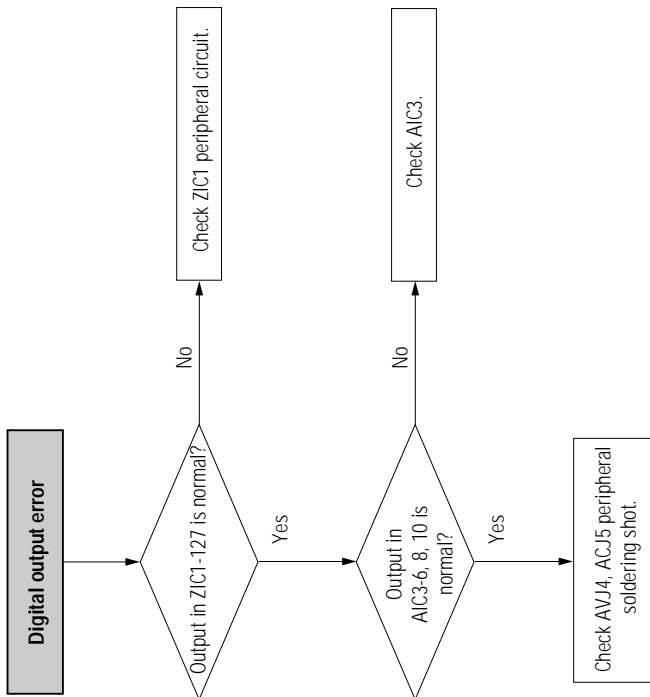 Digital output error
Output in ZIC1-127 is normal?
No
Check ZIC1 peripheral circuit.
Yes
Output in
AIC3-6, 8, 10 is
normal?
No
Check AIC3.
Yes
Check AVJ4, ACJ5 peripheral
soldering shot.